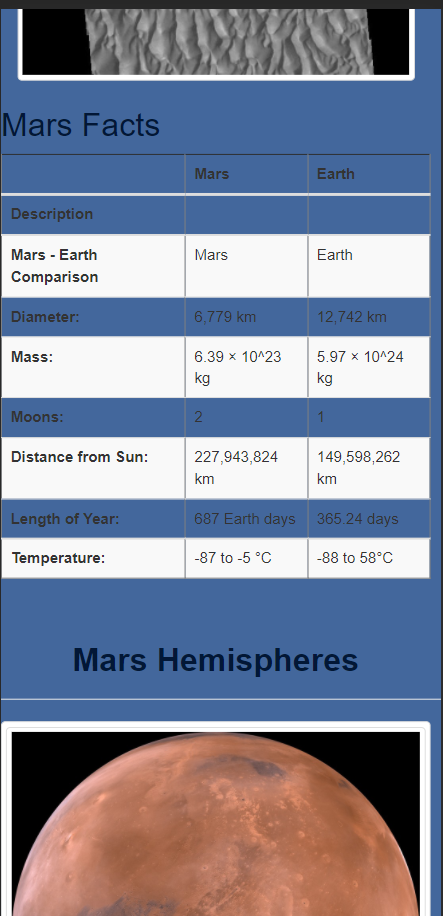 Mars Facts
Mars Earth
Description
Mars - Earth Comparison Mars Earth
Diameter: 6,779 km 12,742 km
Mass: 6.39 × 10^23 kg 5.97 × 10^24 kg
Moons: 2 1
Distance from Sun: 227,943,824 km 149,598,262 km
Length of Year: 687 Earth days 365.24 days
Temperature: -87 to -5 °C -88 to 58°C
Mars Hemispheres